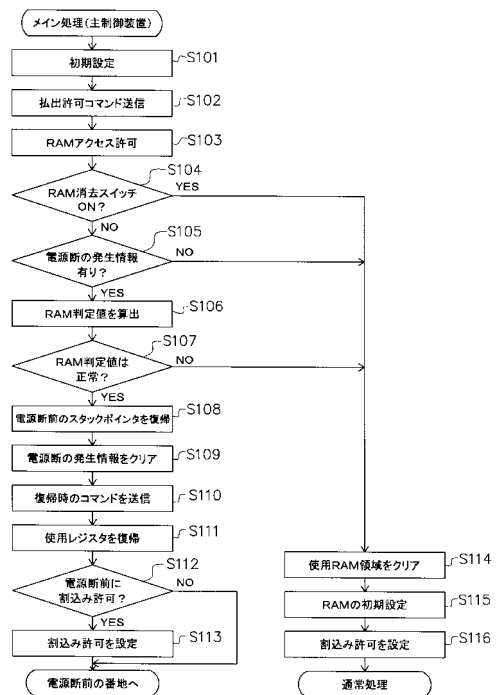 メイン処理(主制御装置)
初期設定
S101
払出許可コマンド送信
S102
RAMアクセス許可
S103
S104
RAM消去スイッチ
ON?
YES
NO
S105
電源断の発生情報
有り?
NO
YES
RAM判定値を算出
S106
S107
RAM判定値は
正常?
NO
YES
電源断前のスタックポインタを復帰
S108
電源断の発生情報をクリア
S109
復帰時のコマンドを送信
S110
使用レジスタを復帰
S111
S112
電源断前に
割込み許可?
NO
YES
割込み許可を設定
S113
電源断前の番地へ
使用RAM領域をクリア
S114
RAMの初期設定
S115
割込み許可を設定
S116
通常処理